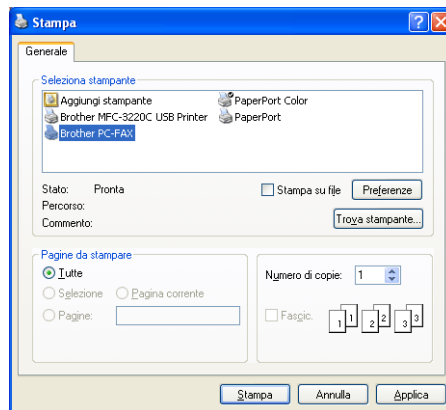 Stampa
Generale
Seleziona stampante
Aggiungi stampante
PaperPort Color
Brother MFC-3220C USB Printer
PaperPort
Brother PC-FAX
Stato: Pronta
Stampa su file
Preferenze
Percorso:
Commento:
Trova stampante...
Pagine da stampare
Tutte
Numero di copie: 1
Selezione
Pagina corrente
Pagine:
Fascic.
1 1 2 2 3 3
Stampa
Annulla
Applica